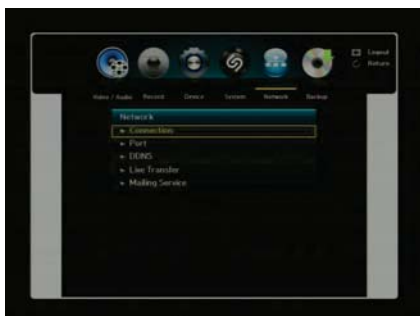 Logout
Return
Video / Audio Record Device System Network Backup
Network
Connection
Port
DDNS
Live Transfer
Mailing Service